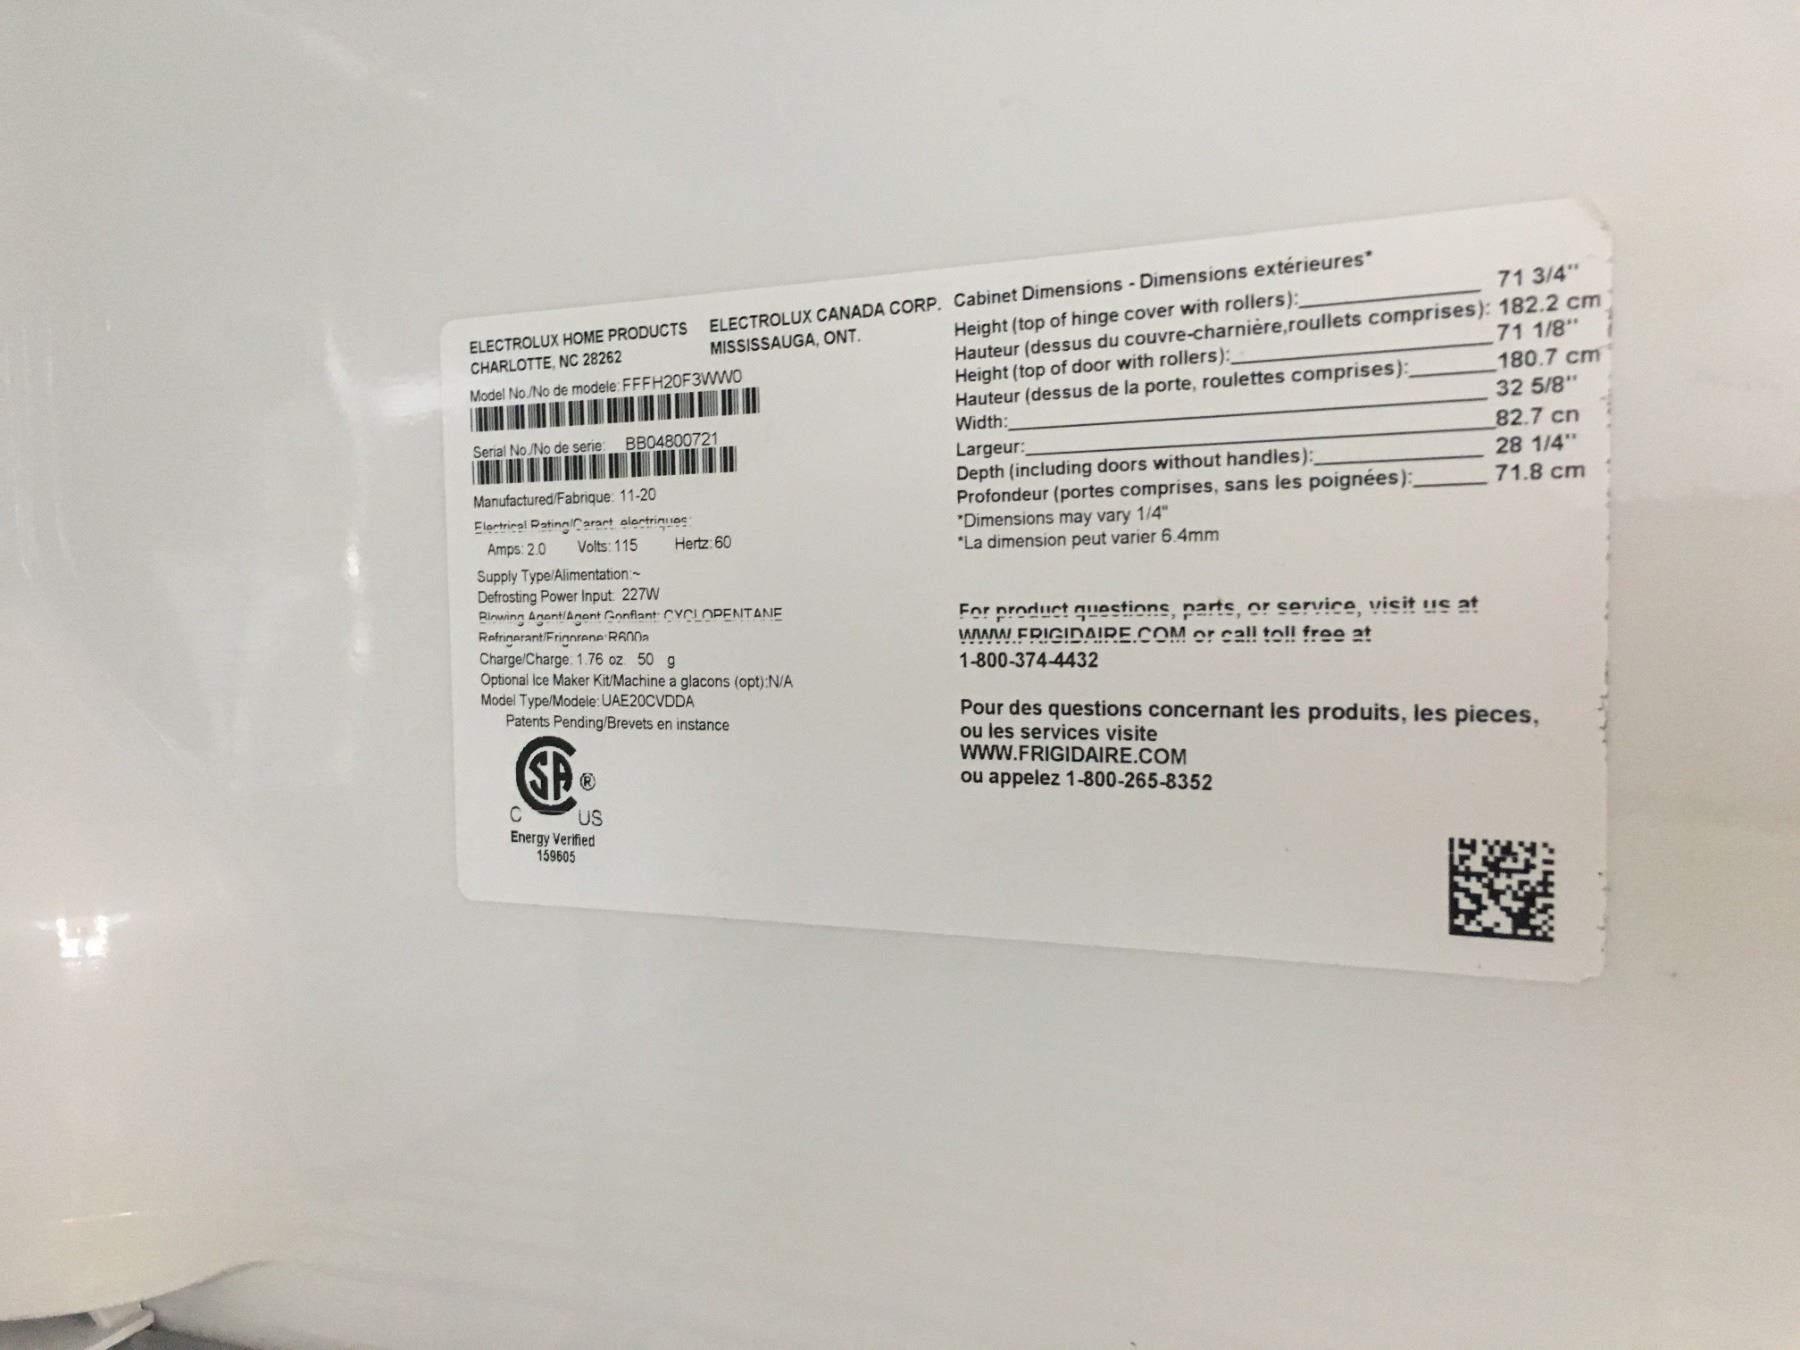 ELECTROLUX HOME PRODUCTS
CHARLOTTE, NC 28262
ELECTROLUX CANADA CORP.
MISSISSAUGA, ONT.
Model No./No de modele: FFFH20F3WW0
Serial No./No de serie: BB04800721
Manufactured/Fabrique: 11-20
Electrical Rating/Caract. electriques:
Amps: 2.0 Volts: 115 Hertz: 60
Supply Type/Alimentation:~
Defrosting Power Input: 227W
Blowing Agent/Agent Gonflant: CYCLOPENTANE
Refrigerant/Frigorene: R600a
Charge/Charge: 1.76 oz. 50 g
Optional Ice Maker Kit/Machine a glacons (opt):N/A
Model Type/Modele: UAE20CVDDA
Patents Pending/Brevets en instance
SA ®
C US
Energy Verified
159605
Cabinet Dimensions - Dimensions extérieures*
Height (top of hinge cover with rollers): 71 3/4"
Hauteur (dessus du couvre-charnière,roullets comprises): 182.2 cm
Height (top of door with rollers): 71 1/8"
Hauteur (dessus de la porte, roulettes comprises): 180.7 cm
Width: 32 5/8"
Largeur: 82.7 cn
Depth (including doors without handles): 28 1/4"
Profondeur (portes comprises, sans les poignées): 71.8 cm
*Dimensions may vary 1/4"
*La dimension peut varier 6.4mm
For product questions, parts, or service, visit us at
WWW.FRIGIDAIRE.COM or call toll free at
1-800-374-4432
Pour des questions concernant les produits, les pieces,
ou les services visite
WWW.FRIGIDAIRE.COM
ou appelez 1-800-265-8352